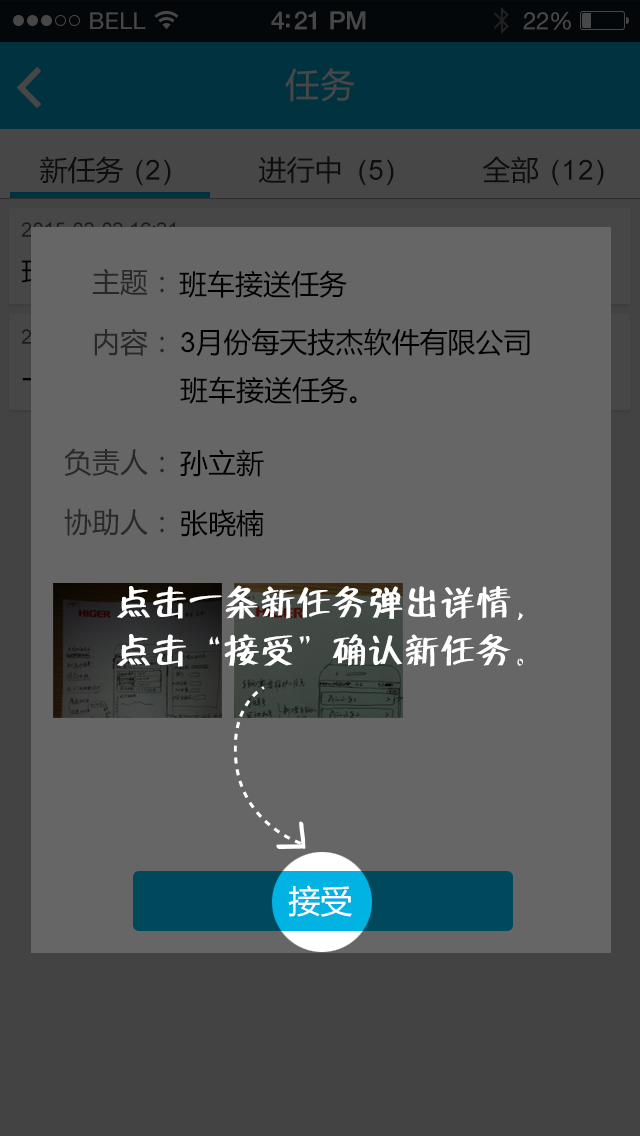 BELL 4:21 PM 22%
任务
新任务 (2) 进行中 (5) 全部 (12)
主题： 班车接送任务
内容： 3月份每天技杰软件有限公司
班车接送任务。
负责人： 孙立新
协助人： 张晓楠
HIGER
点击一条新任务弹出详情，
点击“接受”确认新任务。
接受